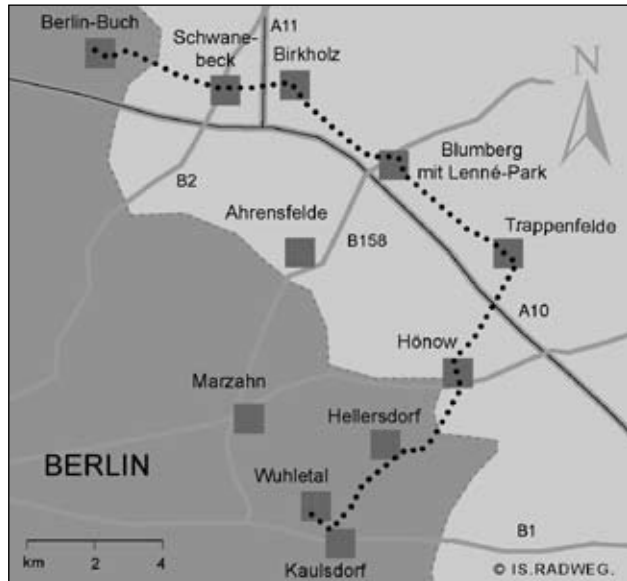 Berlin-Buch
A11
Schwane-
beck
Birkholz
N
Blumberg
mit Lenné-Park
B2
Ahrensfelde
B158
Trappenfelde
A10
Hönow
Marzahn
Hellersdorf
BERLIN
Wuhletal
B1
km 2 4
Kaulsdorf
© IS.RADWEG.